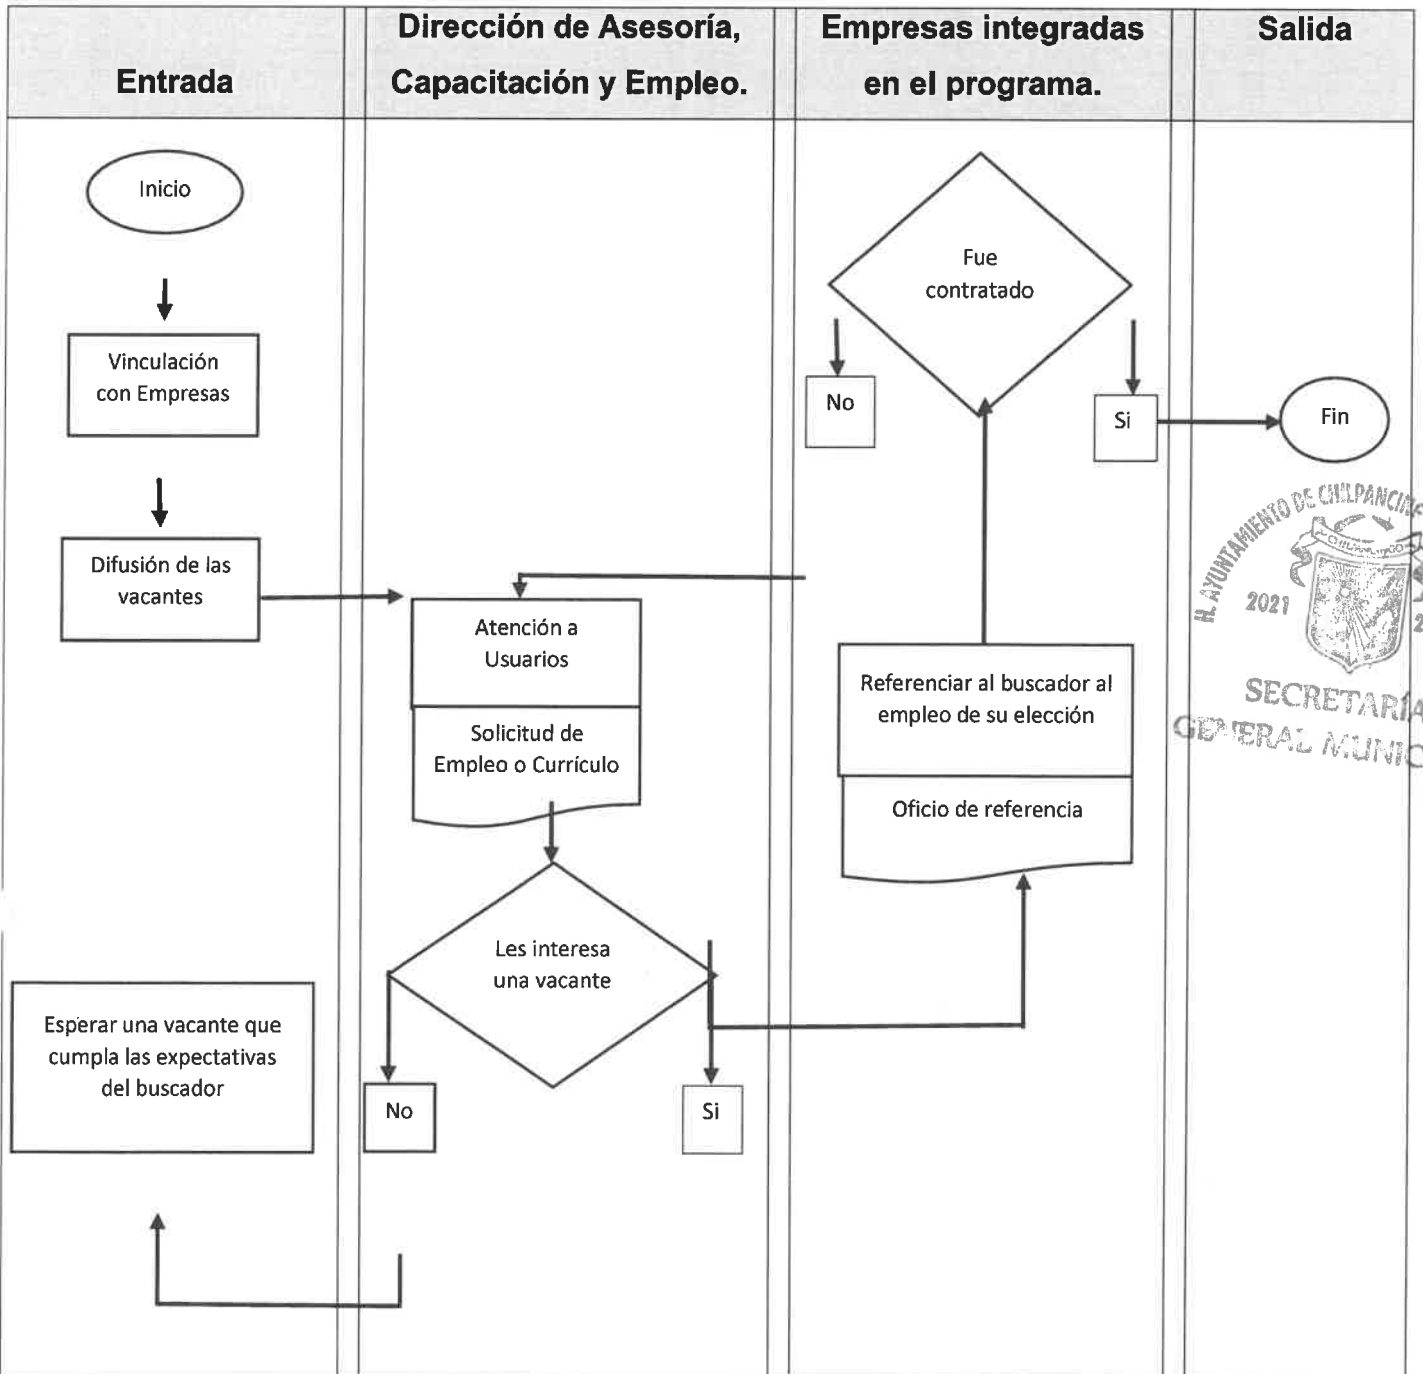 Entrada
Dirección de Asesoría,
Capacitación y Empleo.
Empresas integradas
en el programa.
Salida
Inicio
Vinculación
con Empresas
Difusión de las
vacantes
Esperar una vacante que
cumpla las expectativas
del buscador
Atención a
Usuarios
Solicitud de
Empleo o Currículo
Les interesa
una vacante
No
Si
Fue
contratado
No
Si
Referenciar al buscador al
empleo de su elección
Oficio de referencia
Fin
H. AYUNTAMIENTO DE
2021
SECRETARÍA
GENERAL